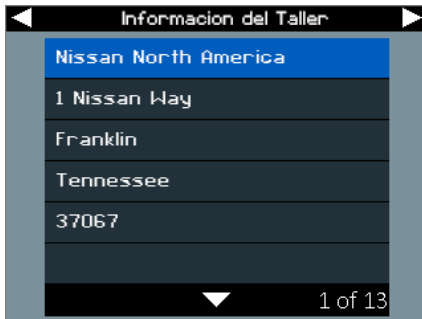 Informacion del Taller
Nissan North America
1 Nissan Way
Franklin
Tennessee
37067
1 of 13